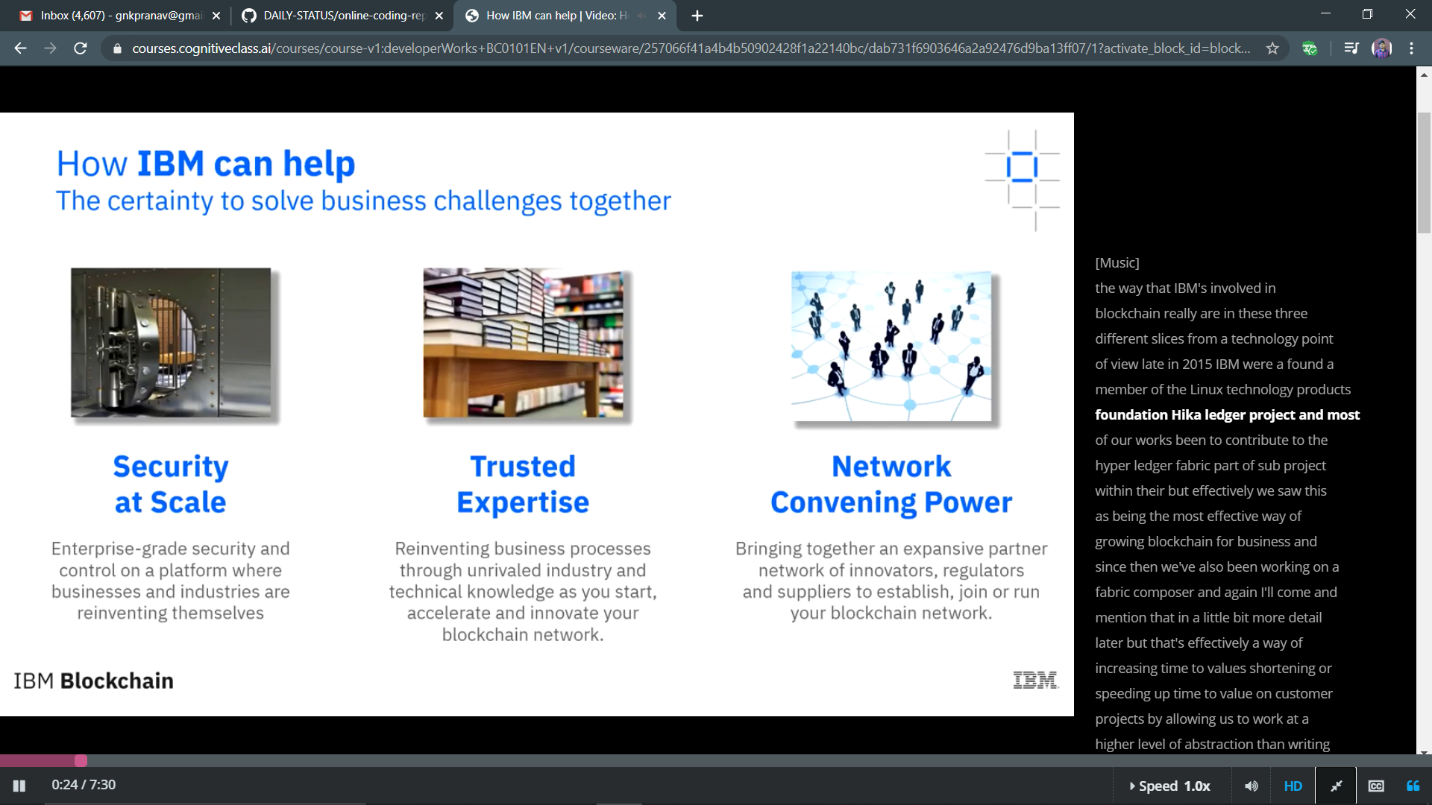 Inbox (4,607) - gnkpranav@gmai
DAILY-STATUS/online-coding-rep
How IBM can help | Video: H
courses.cognitiveclass.ai/courses/course-v1:developerWorks+BC0101EN+v1/courseware/257066f41a4b4b50902428f1a22140bc/dab731f6903646a2a92476d9ba13ff07/1?activate_block_id=block...
How IBM can help
The certainty to solve business challenges together
Security
at Scale
Enterprise-grade security and
control on a platform where
businesses and industries are
reinventing themselves
Trusted
Expertise
Reinventing business processes
through unrivaled industry and
technical knowledge as you start,
accelerate and innovate your
blockchain network.
Network
Convening Power
Bringing together an expansive partner
network of innovators, regulators
and suppliers to establish, join or run
your blockchain network.
IBM Blockchain
IBM
[Music]
the way that IBM's involved in
blockchain really are in these three
different slices from a technology point
of view late in 2015 IBM were a found a
member of the Linux technology products
foundation Hika ledger project and most
of our works been to contribute to the
hyper ledger fabric part of sub project
within their but effectively we saw this
as being the most effective way of
growing blockchain for business and
since then we've also been working on a
fabric composer and again I'll come and
mention that in a little bit more detail
later but that's effectively a way of
increasing time to values shortening or
speeding up time to value on customer
projects by allowing us to work at a
higher level of abstraction than writing
0:24 / 7:30
Speed 1.0x
HD
CC